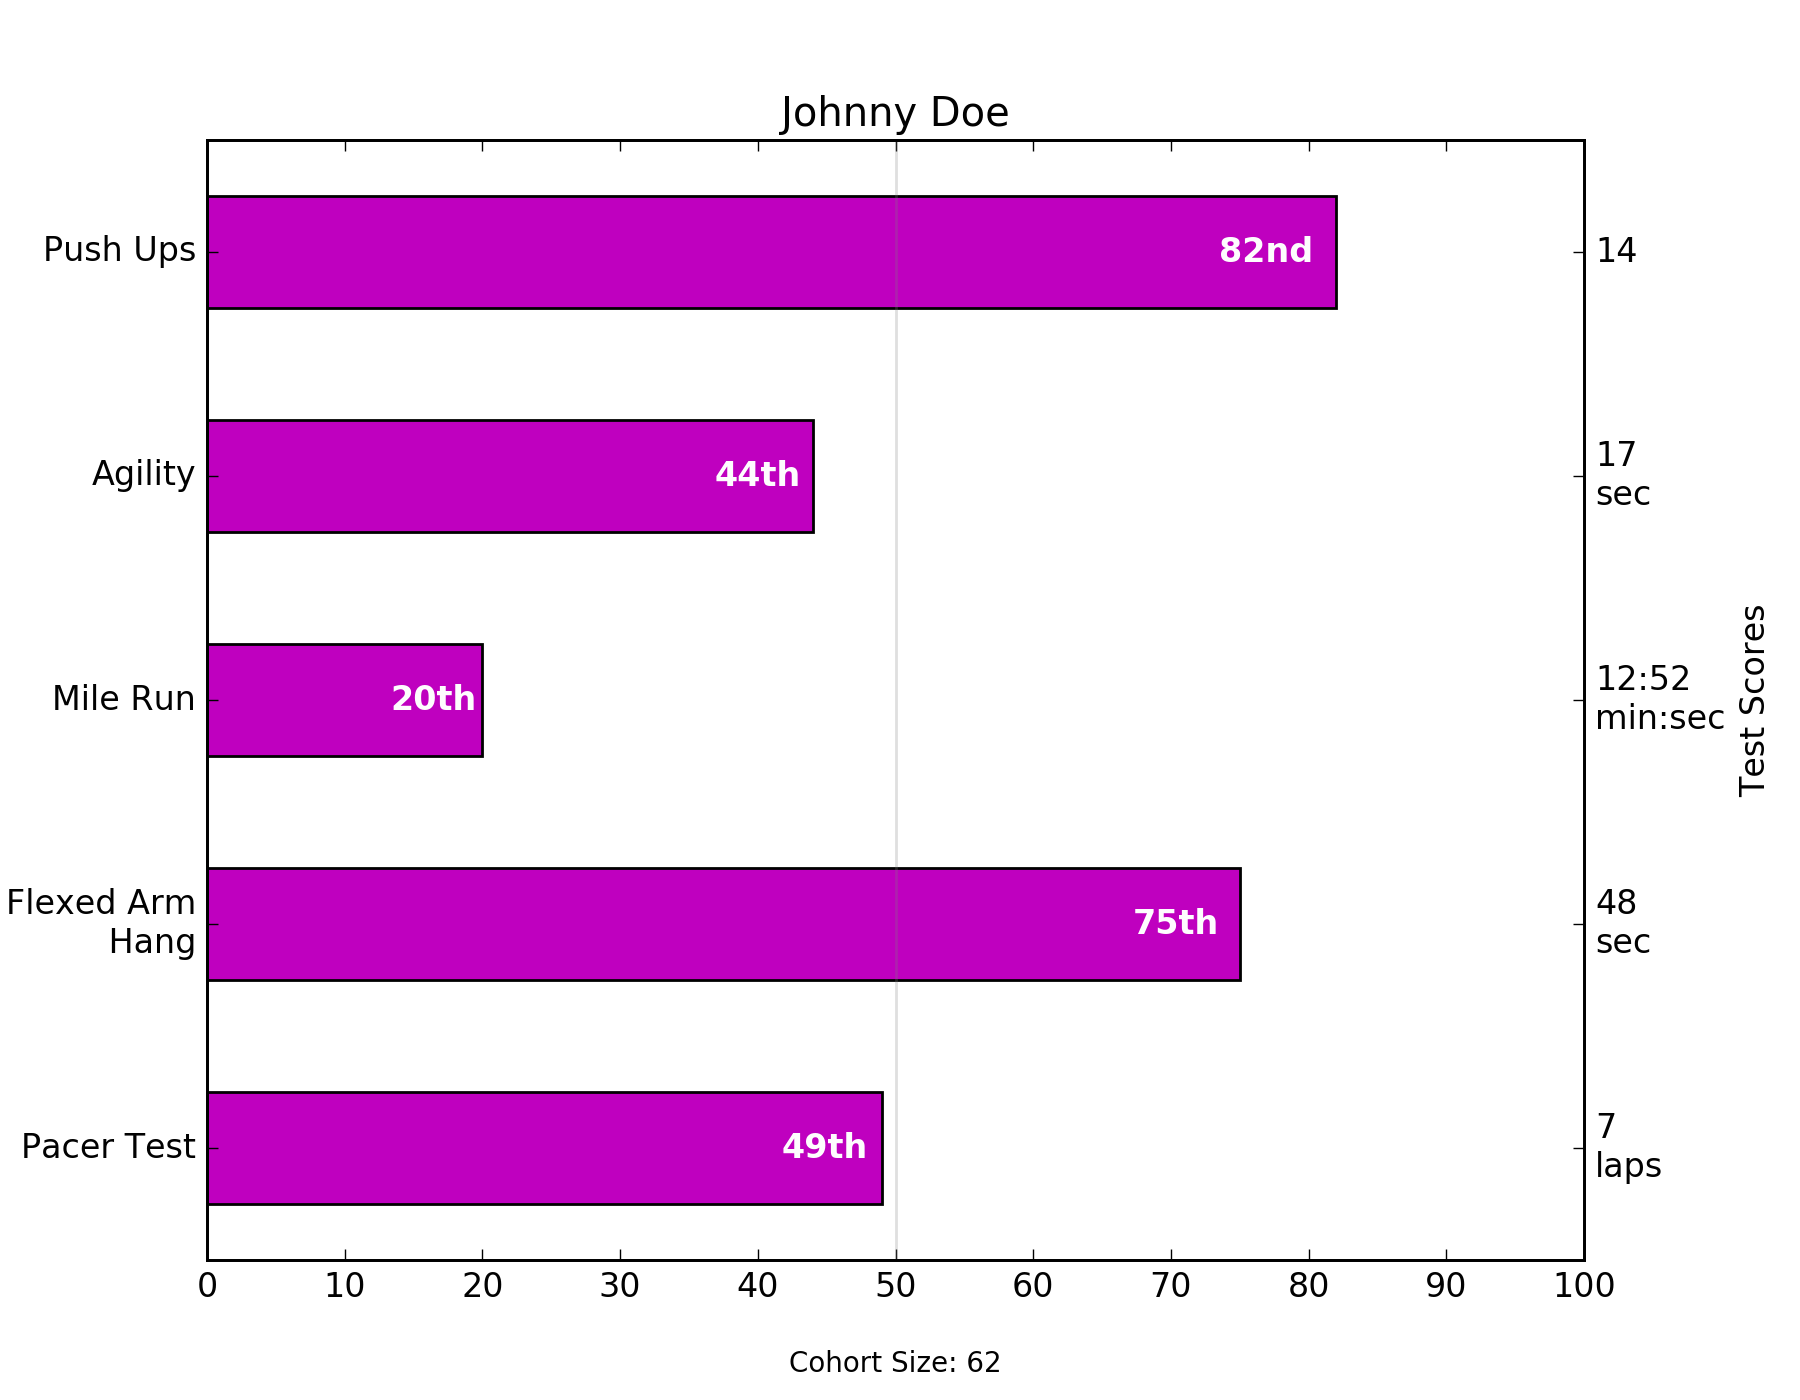 Johnny Doe
Push Ups
82nd
14
Agility
44th
17
sec
Mile Run
20th
12:52
min:sec
Test Scores
Flexed Arm
Hang
75th
48
sec
Pacer Test
49th
7
laps
0 10 20 30 40 50 60 70 80 90 100
Cohort Size: 62